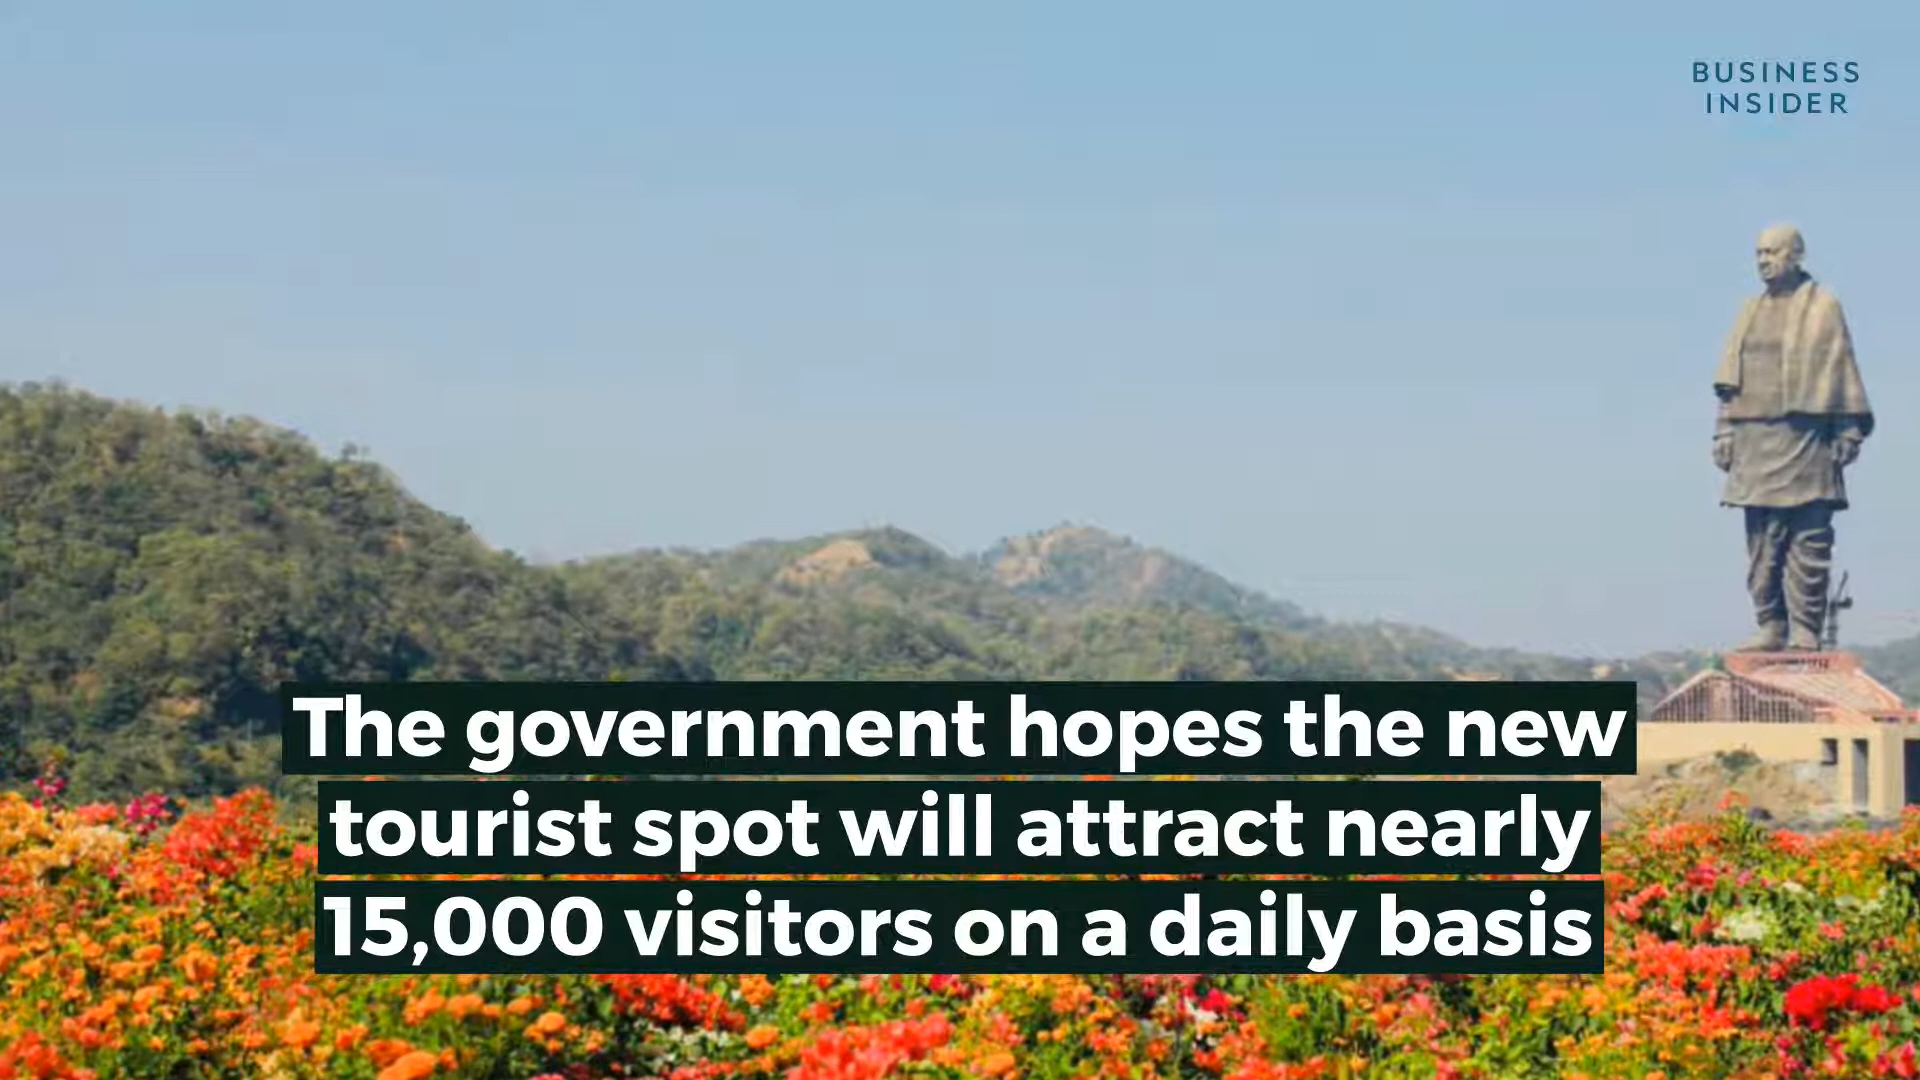 BUSINESS
INSIDER
The government hopes the new
tourist spot will attract nearly
15,000 visitors on a daily basis